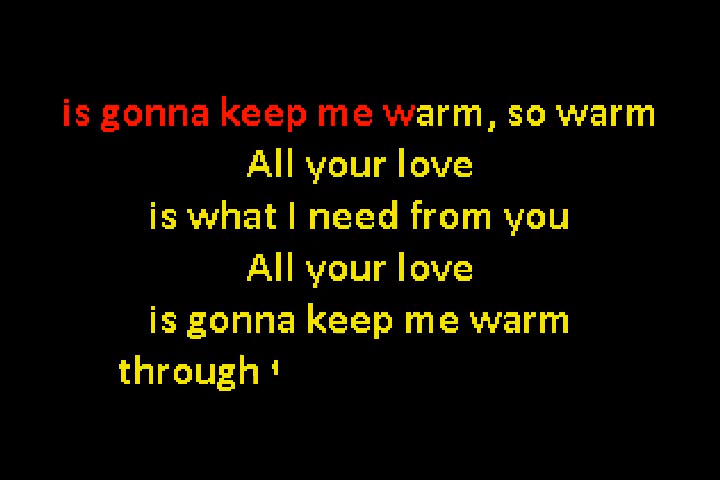 is gonna keep me warm, so warm
All your love
is what I need from you
All your love
is gonna keep me warm
through